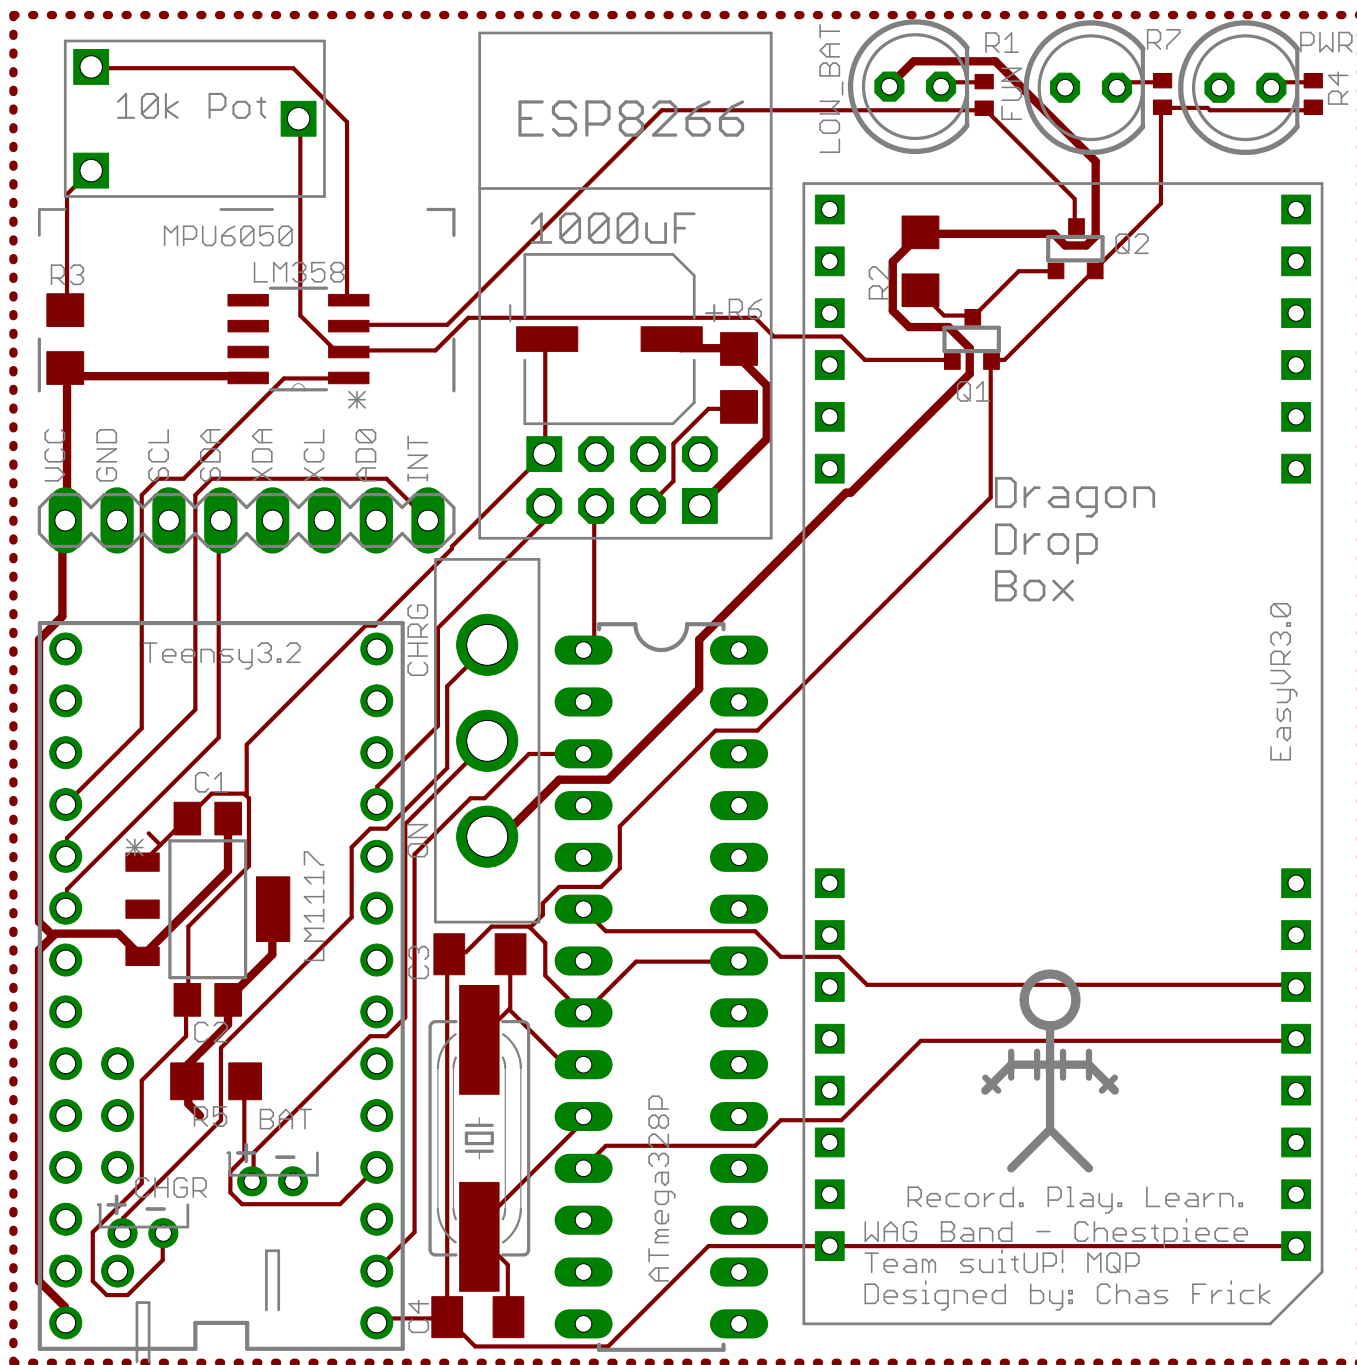 LOW_BAT
R1
FUN
R7
PWR
R4
10k Pot
ESP8266
MPU6050
1000uF
Q2
R3
LM358
R2
-
+R6
Q1
*
VCC
GND
SCL
SDA
XDA
XCL
AD0
INT
Dragon
Drop
Box
Teensy3.2
CHRG
EasyVR3.0
C1
*
ON
LM1117
C3
C2
R5
BAT
+ -
ATmega328P
CHGR
+ -
C4
Record. Play. Learn.
WAG Band - Chestpiece
Team suitUP! MQP
Designed by: Chas Frick